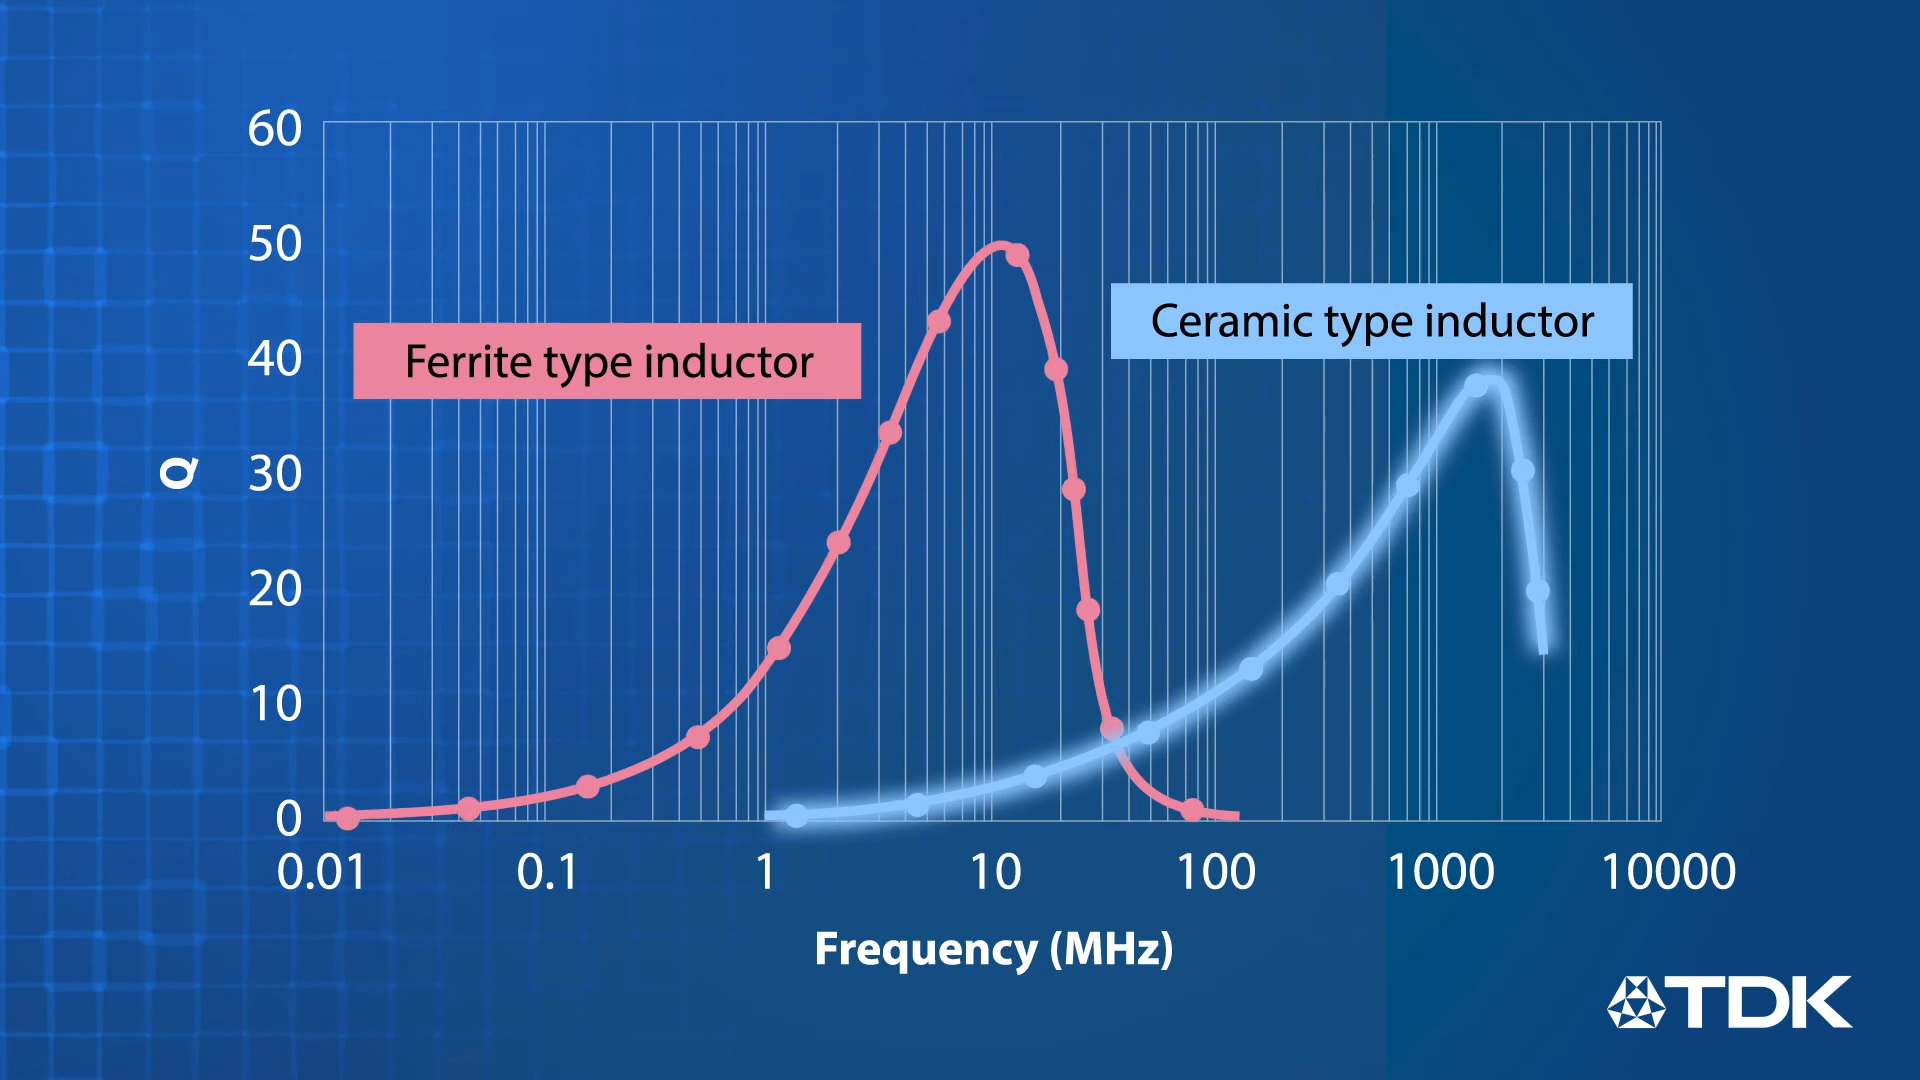 60
50
40
30
20
10
0
Q
Ferrite type inductor
Ceramic type inductor
0.01 0.1 1 10 100 1000 10000
Frequency (MHz)
TDK